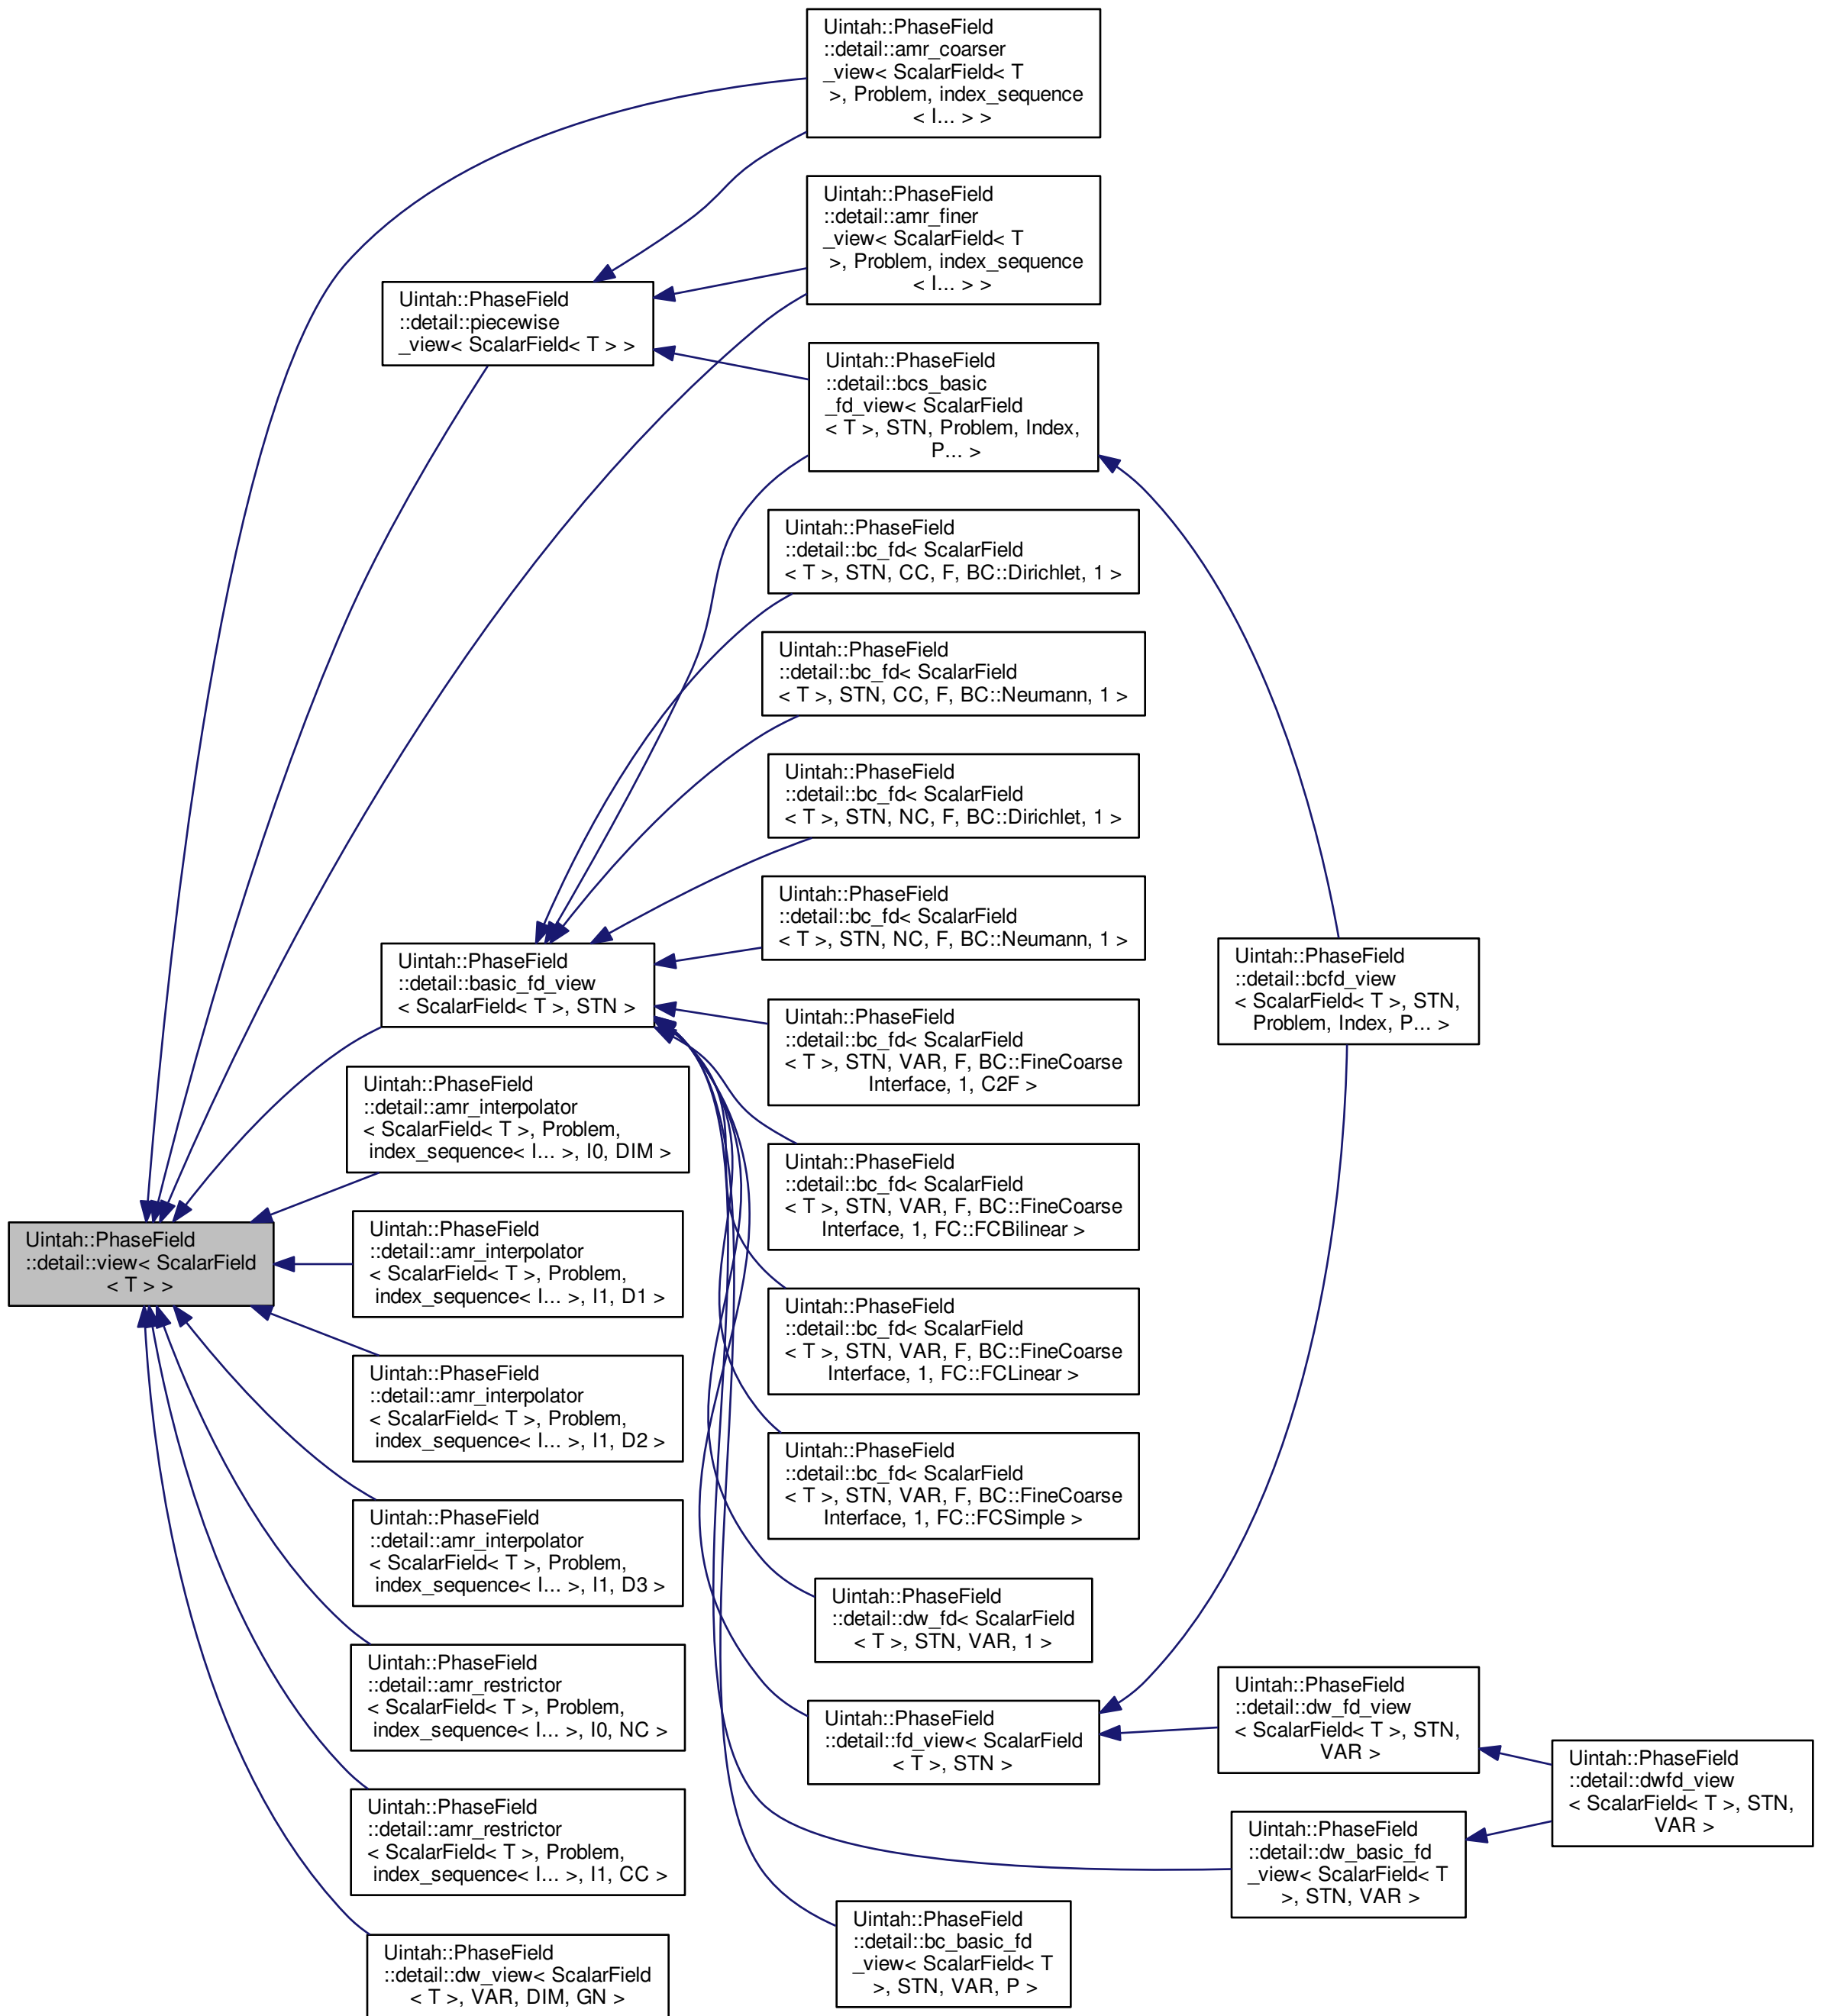 Uintah::PhaseField
::detail::amr_coarser
_view< ScalarField< T
>, Problem, index_sequence
< I... > >
Uintah::PhaseField
::detail::amr_finer
_view< ScalarField< T
>, Problem, index_sequence
< I... > >
Uintah::PhaseField
::detail::piecewise
_view< ScalarField< T > >
Uintah::PhaseField
::detail::bcs_basic
_fd_view< ScalarField
< T >, STN, Problem, Index,
P... >
Uintah::PhaseField
::detail::bc_fd< ScalarField
< T >, STN, CC, F, BC::Dirichlet, 1 >
Uintah::PhaseField
::detail::bc_fd< ScalarField
< T >, STN, CC, F, BC::Neumann, 1 >
Uintah::PhaseField
::detail::bc_fd< ScalarField
< T >, STN, NC, F, BC::Dirichlet, 1 >
Uintah::PhaseField
::detail::bc_fd< ScalarField
< T >, STN, NC, F, BC::Neumann, 1 >
Uintah::PhaseField
::detail::basic_fd_view
< ScalarField< T >, STN >
Uintah::PhaseField
::detail::bcfd_view
< ScalarField< T >, STN,
Problem, Index, P... >
Uintah::PhaseField
::detail::bc_fd< ScalarField
< T >, STN, VAR, F, BC::FineCoarse
Interface, 1, C2F >
Uintah::PhaseField
::detail::amr_interpolator
< ScalarField< T >, Problem,
index_sequence< I... >, I0, DIM >
Uintah::PhaseField
::detail::bc_fd< ScalarField
< T >, STN, VAR, F, BC::FineCoarse
Interface, 1, FC::FCBilinear >
Uintah::PhaseField
::detail::view< ScalarField
< T > >
Uintah::PhaseField
::detail::amr_interpolator
< ScalarField< T >, Problem,
index_sequence< I... >, I1, D1 >
Uintah::PhaseField
::detail::bc_fd< ScalarField
< T >, STN, VAR, F, BC::FineCoarse
Interface, 1, FC::FCLinear >
Uintah::PhaseField
::detail::amr_interpolator
< ScalarField< T >, Problem,
index_sequence< I... >, I1, D2 >
Uintah::PhaseField
::detail::bc_fd< ScalarField
< T >, STN, VAR, F, BC::FineCoarse
Interface, 1, FC::FCSimple >
Uintah::PhaseField
::detail::amr_interpolator
< ScalarField< T >, Problem,
index_sequence< I... >, I1, D3 >
Uintah::PhaseField
::detail::dw_fd< ScalarField
< T >, STN, VAR, 1 >
Uintah::PhaseField
::detail::amr_restrictor
< ScalarField< T >, Problem,
index_sequence< I... >, I0, NC >
Uintah::PhaseField
::detail::fd_view< ScalarField
< T >, STN >
Uintah::PhaseField
::detail::dw_fd_view
< ScalarField< T >, STN,
VAR >
Uintah::PhaseField
::detail::dwfd_view
< ScalarField< T >, STN,
VAR >
Uintah::PhaseField
::detail::amr_restrictor
< ScalarField< T >, Problem,
index_sequence< I... >, I1, CC >
Uintah::PhaseField
::detail::dw_basic_fd
_view< ScalarField< T
>, STN, VAR >
Uintah::PhaseField
::detail::bc_basic_fd
_view< ScalarField< T
>, STN, VAR, P >
Uintah::PhaseField
::detail::dw_view< ScalarField
< T >, VAR, DIM, GN >